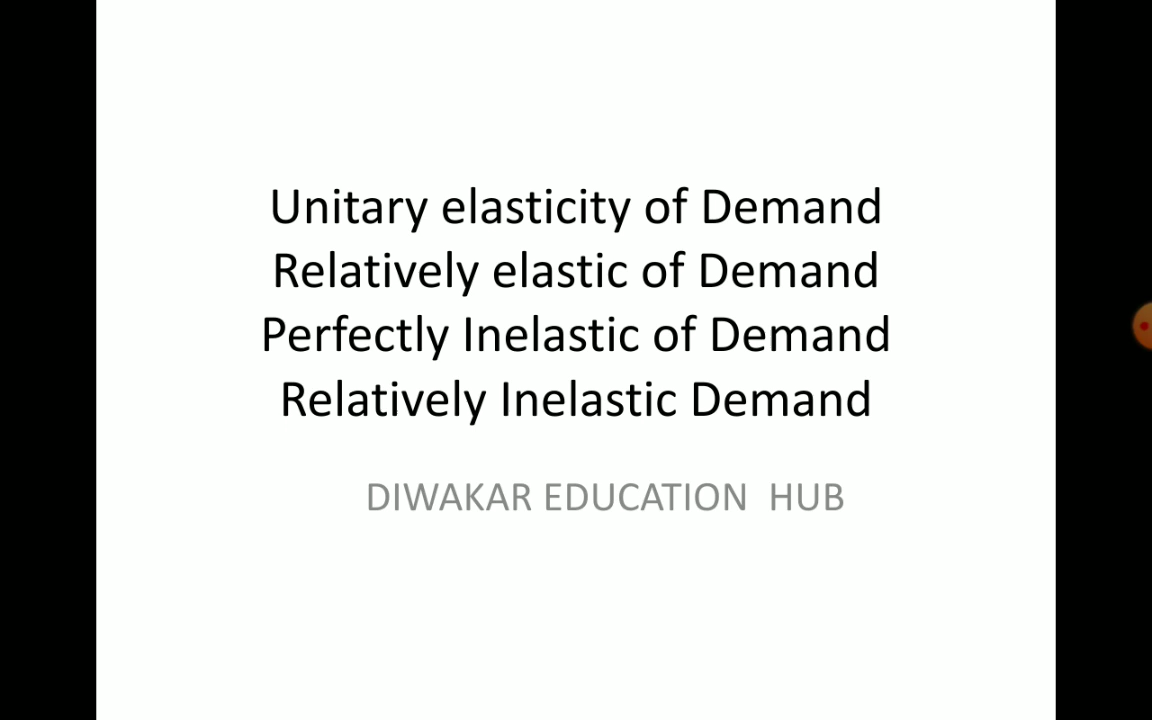 Unitary elasticity of Demand
Relatively elastic of Demand
Perfectly Inelastic of Demand
Relatively Inelastic Demand
DIWAKAR EDUCATION HUB